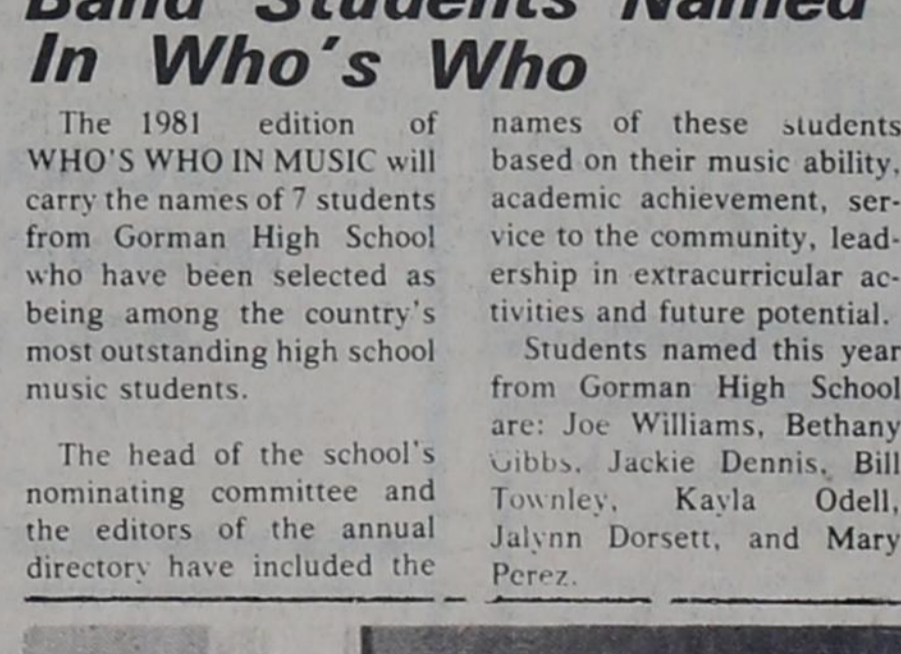 Band Students Named
In Who's Who
The 1981 edition of
WHO'S WHO IN MUSIC will
carry the names of 7 students
from Gorman High School
who have been selected as
being among the country's
most outstanding high school
music students.
The head of the school's
nominating committee and
the editors of the annual
directory have included the
names of these students
based on their music ability,
academic achievement, ser-
vice to the community, lead-
ership in extracurricular ac-
tivities and future potential.
Students named this year
from Gorman High School
are: Joe Williams, Bethany
Gibbs, Jackie Dennis, Bill
Townley, Kayla Odell,
Jalynn Dorsett, and Mary
Perez.